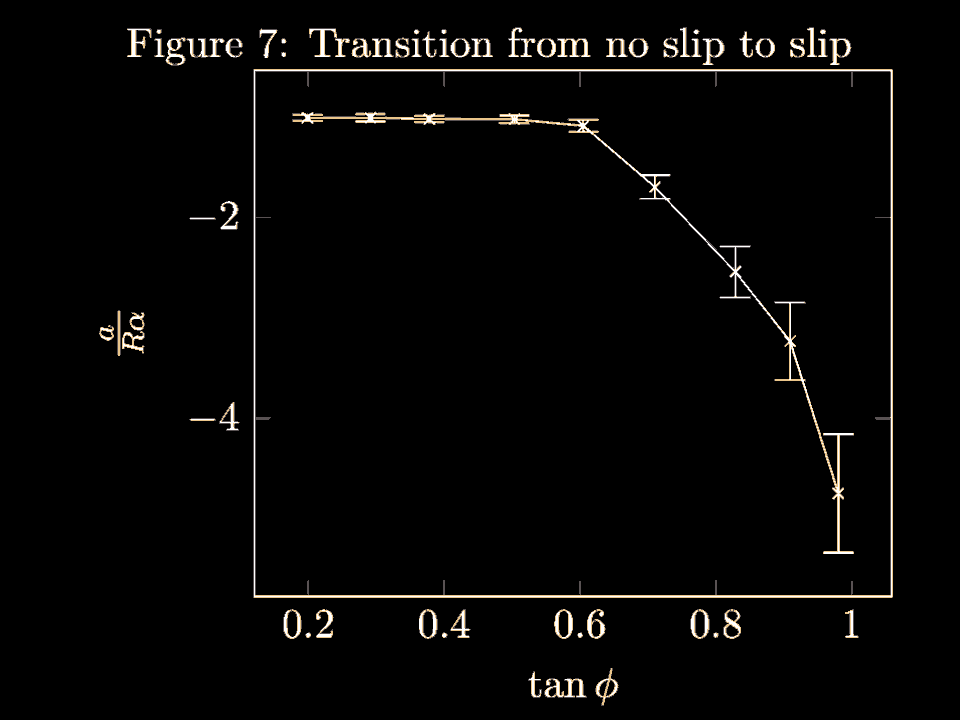 Figure 7: Transition from no slip to slip
−2
a/Rα
−4
0.2 0.4 0.6 0.8 1
tan ϕ